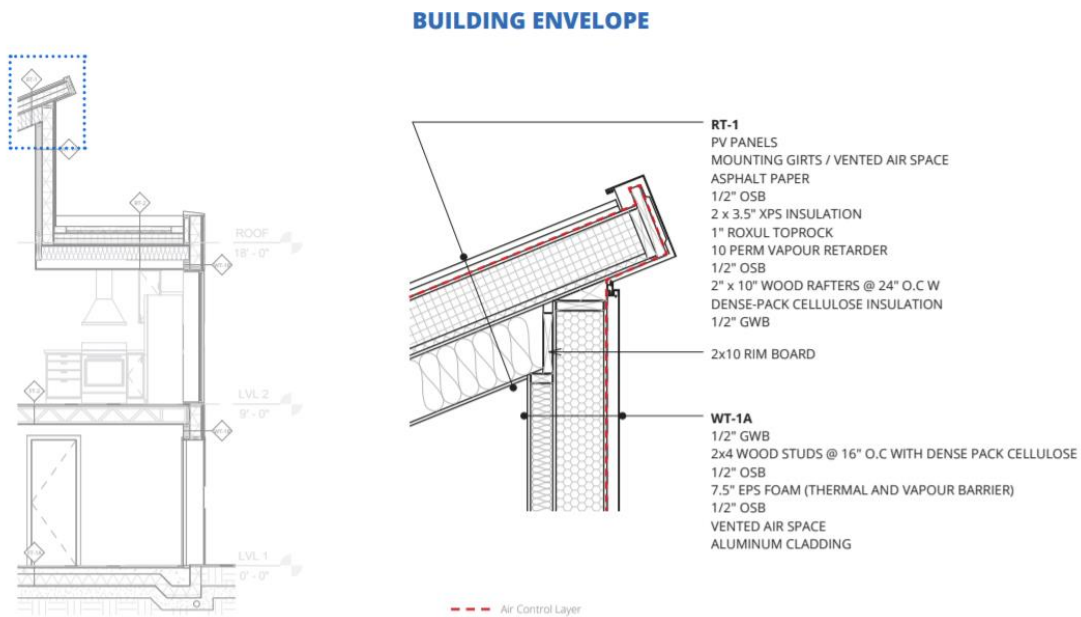 BUILDING ENVELOPE
RT-1
RT-2
ROOF
18' - 0"
LVL 2
9' - 0"
LVL 1
0' - 0"
RT-1
PV PANELS
MOUNTING GIRTS / VENTED AIR SPACE
ASPHALT PAPER
1/2" OSB
2 x 3.5" XPS INSULATION
1" ROXUL TOPROCK
10 PERM VAPOUR RETARDER
1/2" OSB
2" x 10" WOOD RAFTERS @ 24" O.C W
DENSE-PACK CELLULOSE INSULATION
1/2" GWB
2x10 RIM BOARD
WT-1A
1/2" GWB
2x4 WOOD STUDS @ 16" O.C WITH DENSE PACK CELLULOSE
1/2" OSB
7.5" EPS FOAM (THERMAL AND VAPOUR BARRIER)
1/2" OSB
VENTED AIR SPACE
ALUMINUM CLADDING
Air Control Layer